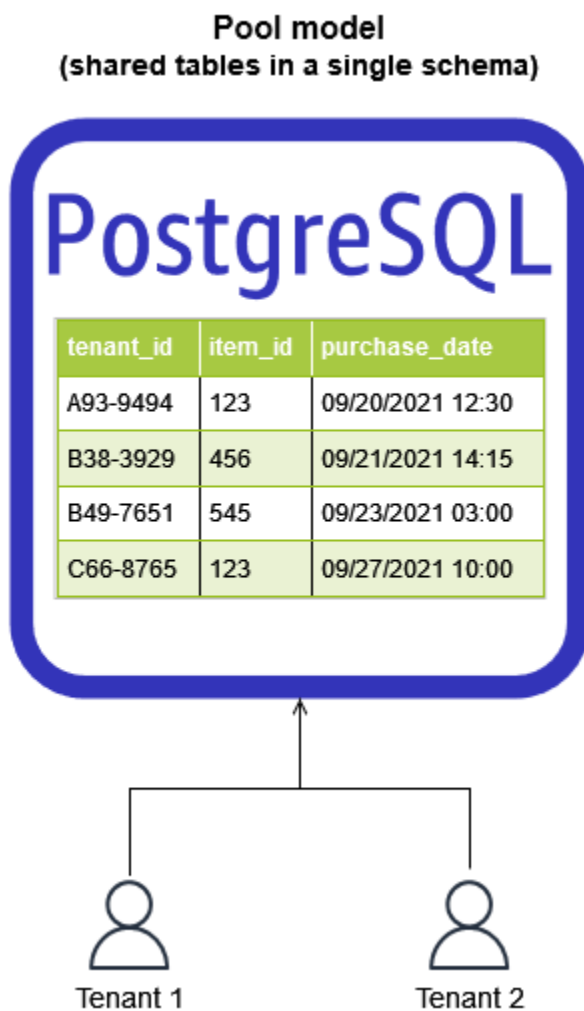 Pool model
(shared tables in a single schema)
PostgreSQL
tenant_id item_id purchase_date
A93-9494 123 09/20/2021 12:30
B38-3929 456 09/21/2021 14:15
B49-7651 545 09/23/2021 03:00
C66-8765 123 09/27/2021 10:00
Tenant 1 Tenant 2